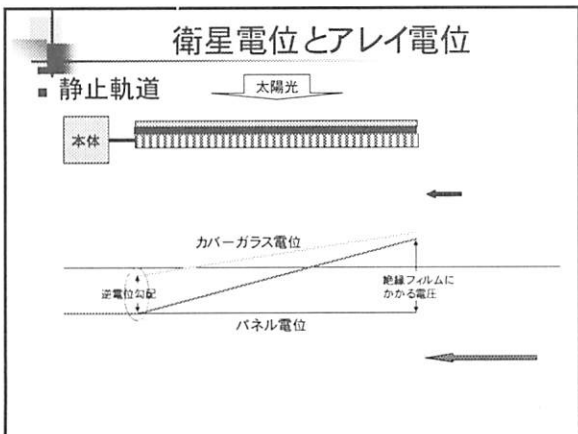 衛星電位とアレイ電位
静止軌道
太陽光
本体
カバーガラス電位
逆電位勾配
絶縁フィルムに
かかる電圧
パネル電位